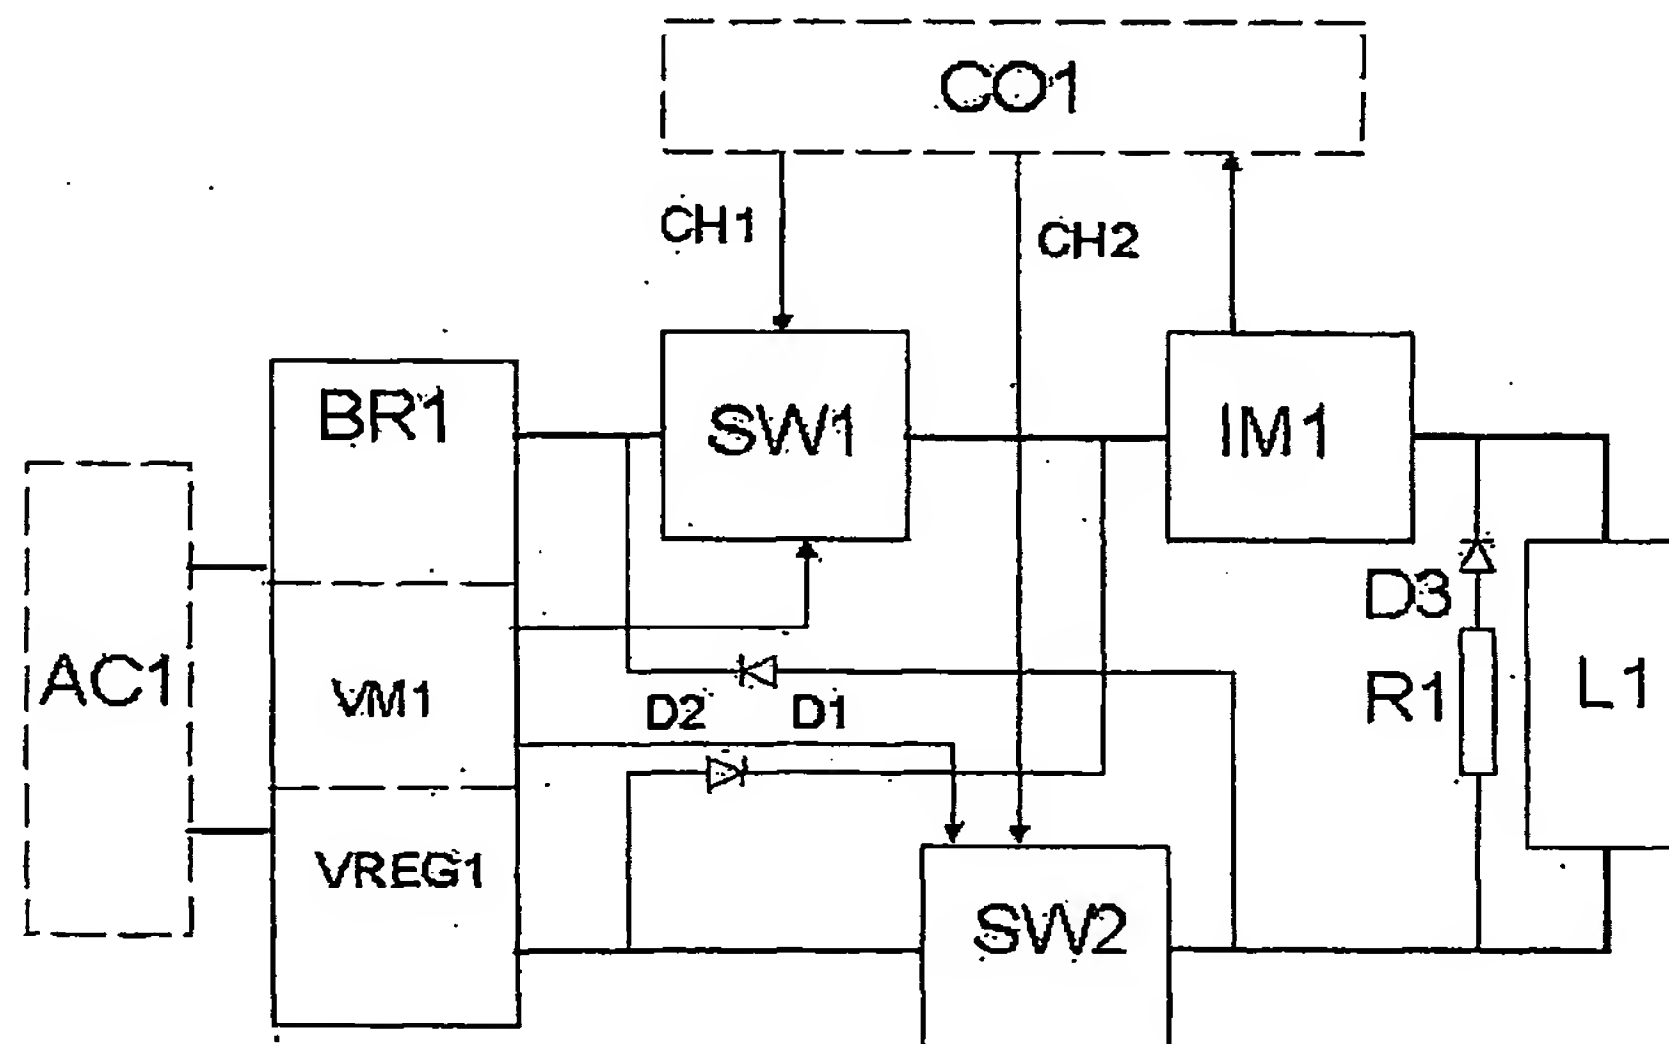 CO1
CH1
CH2
BR1
SW1
IM1
AC1
VM1
D2
D1
D3
R1
L1
VREG1
SW2